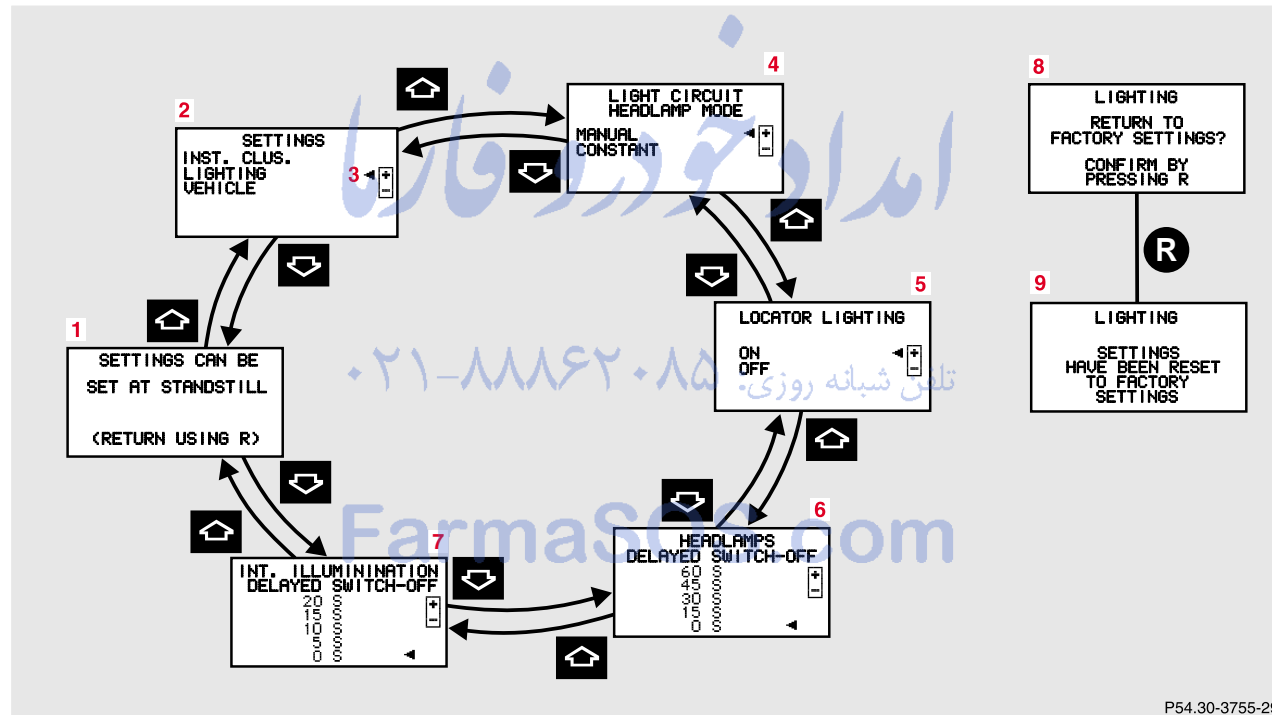 1
SETTINGS CAN BE
SET AT STANDSTILL
(RETURN USING R)
2
SETTINGS
INST. CLUS.
LIGHTING
VEHICLE
3
+
−
4
LIGHT CIRCUIT
HEADLAMP MODE
MANUAL
CONSTANT
+
−
5
LOCATOR LIGHTING
ON
OFF
+
−
6
HEADLAMPS
DELAYED SWITCH-OFF
60 S
45 S
30 S
15 S
0 S
+
−
7
INT. ILLUMININATION
DELAYED SWITCH-OFF
20 S
15 S
10 S
5 S
0 S
+
−
8
LIGHTING
RETURN TO
FACTORY SETTINGS?
CONFIRM BY
PRESSING R
R
9
LIGHTING
SETTINGS
HAVE BEEN RESET
TO FACTORY
SETTINGS
امداد خودرو فارما
تلفن شبانه روزی: ۰۲۱-۸۸۸۶۲۰۸۵
FarmaSOS.com
P54.30-3755-29